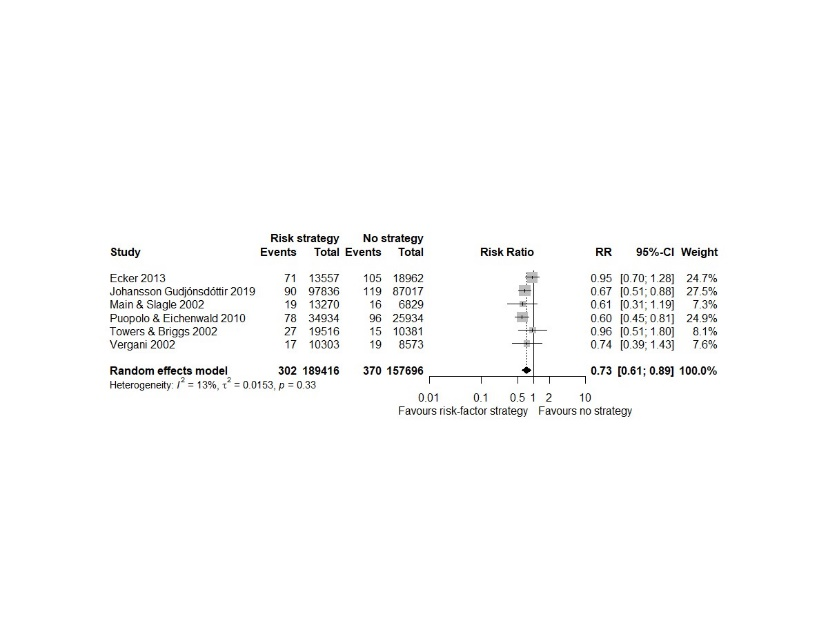 Risk strategy No strategy
Study Events Total Events Total Risk Ratio RR 95%-CI Weight
Ecker 2013 71 13557 105 18962 0.95 [0.70; 1.28] 24.7%
Johansson Gudjónsdóttir 2019 90 97836 119 87017 0.67 [0.51; 0.88] 27.5%
Main & Slagle 2002 19 13270 16 6829 0.61 [0.31; 1.19] 7.3%
Puopolo & Eichenwald 2010 78 34934 96 25934 0.60 [0.45; 0.81] 24.9%
Towers & Briggs 2002 27 19516 15 10381 0.96 [0.51; 1.80] 8.1%
Vergani 2002 17 10303 19 8573 0.74 [0.39; 1.43] 7.6%
Random effects model 302 189416 370 157696 0.73 [0.61; 0.89] 100.0%
Heterogeneity: I² = 13%, τ² = 0.0153, p = 0.33
0.01 0.1 0.5 1 2 10
Favours risk-factor strategy Favours no strategy